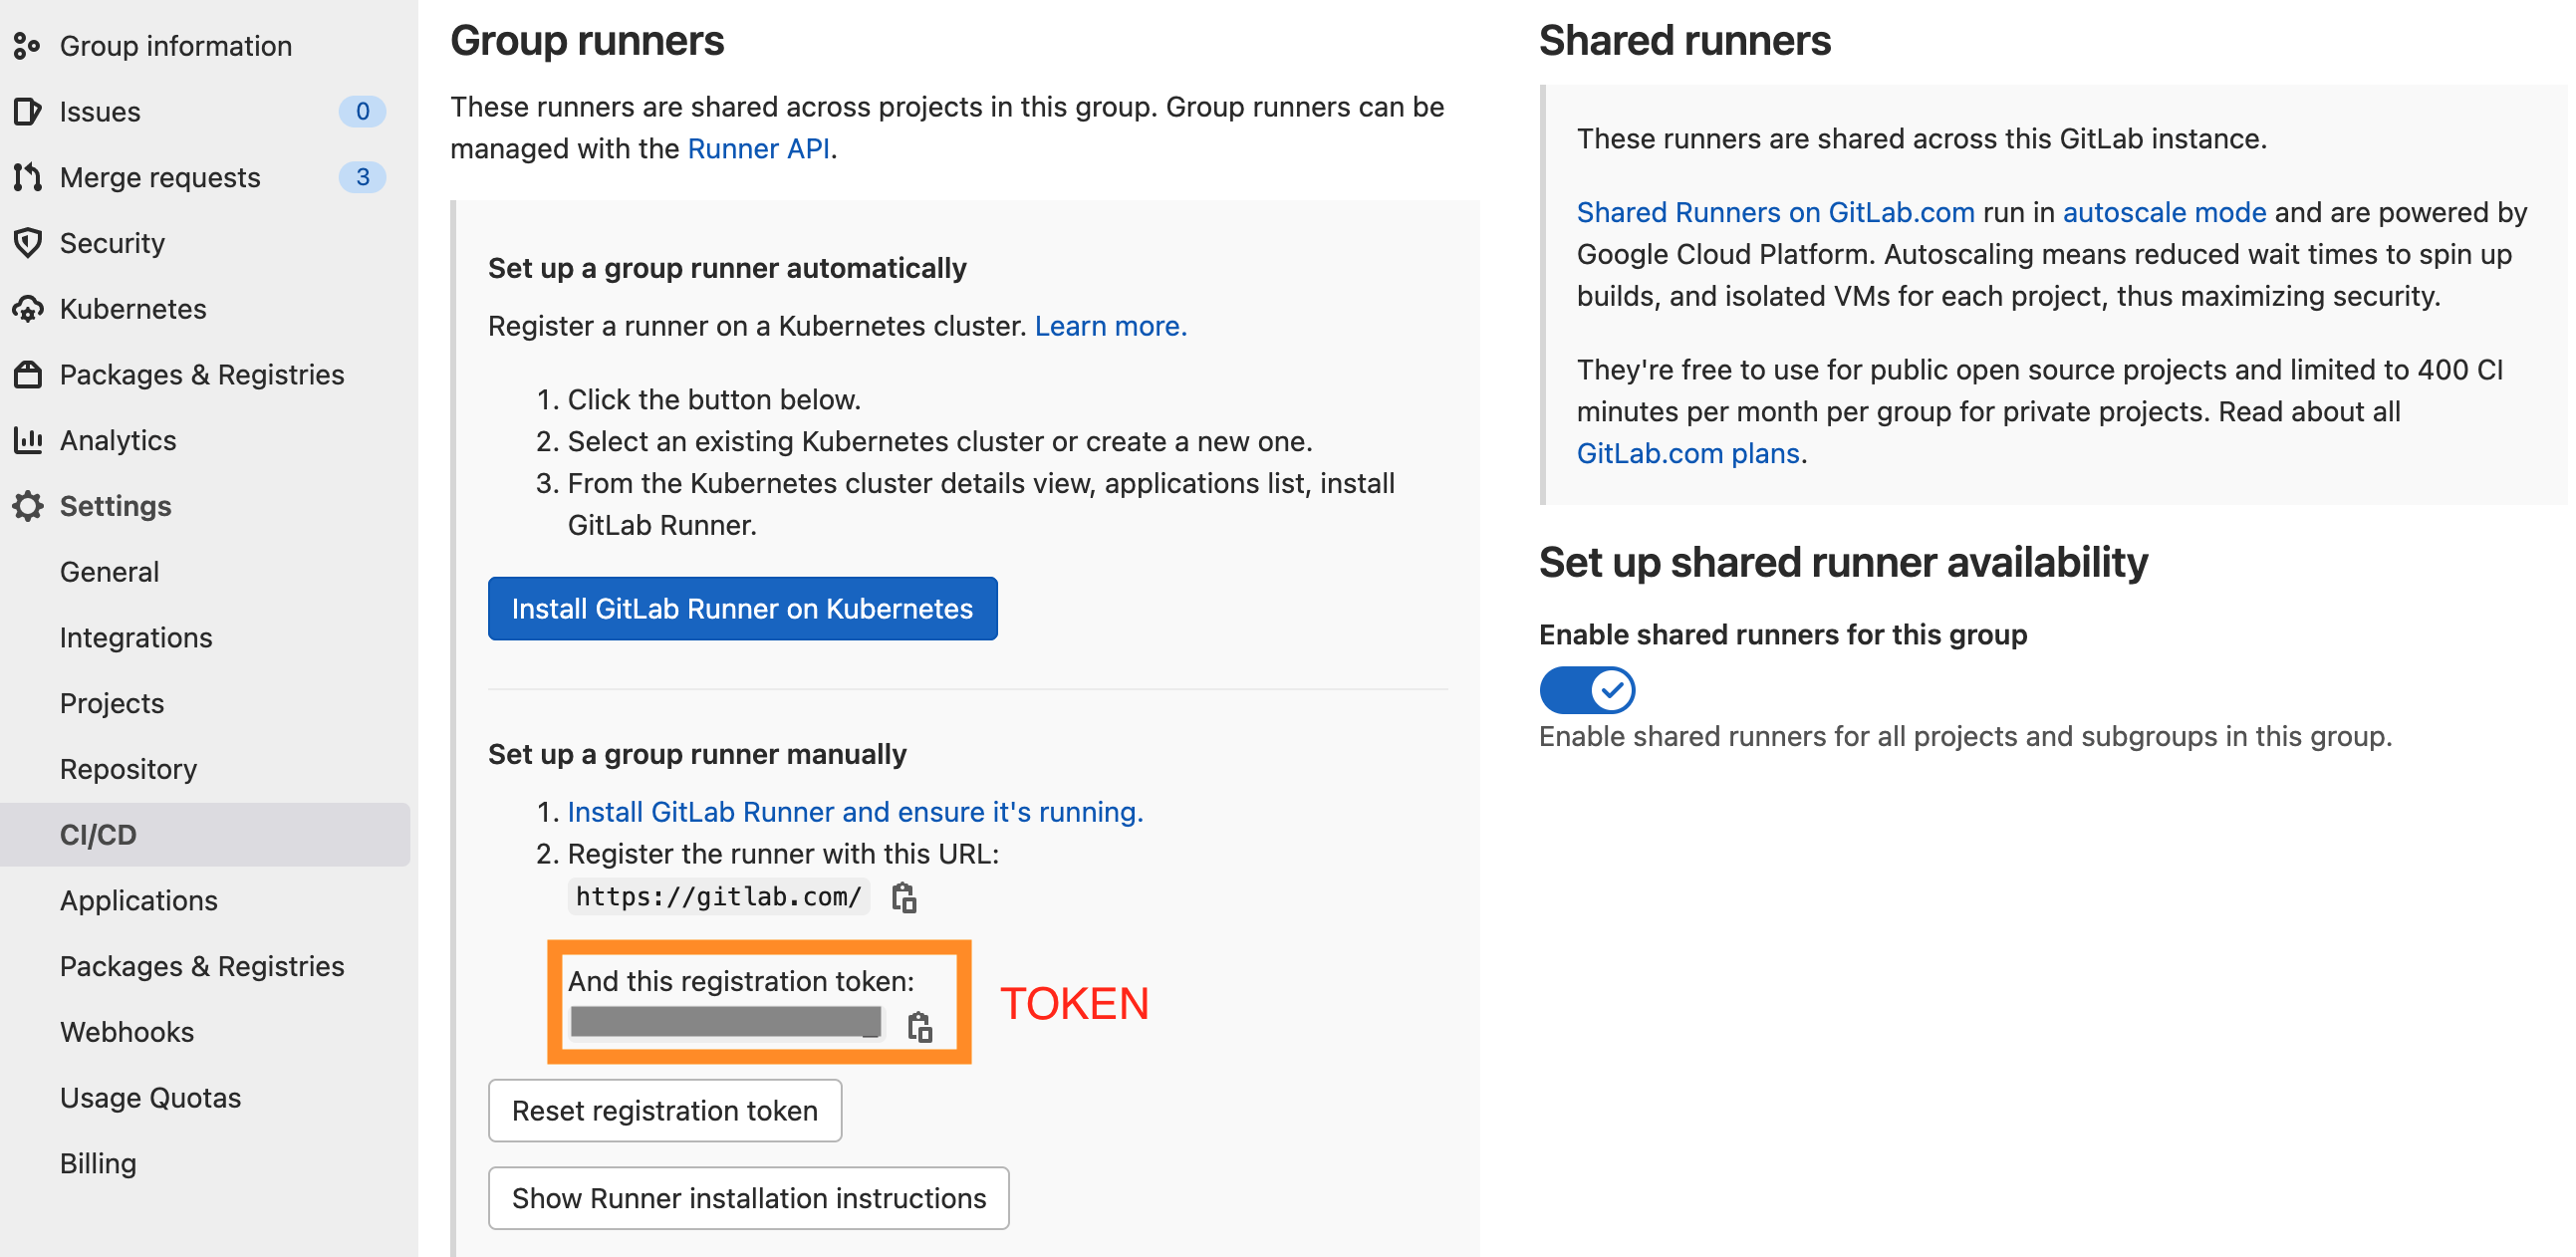 Group information
Issues 0
Merge requests 3
Security
Kubernetes
Packages & Registries
Analytics
Settings
General
Integrations
Projects
Repository
CI/CD
Applications
Packages & Registries
Webhooks
Usage Quotas
Billing
Group runners
These runners are shared across projects in this group. Group runners can be
managed with the Runner API.
Set up a group runner automatically
Register a runner on a Kubernetes cluster. Learn more.
1. Click the button below.
2. Select an existing Kubernetes cluster or create a new one.
3. From the Kubernetes cluster details view, applications list, install
GitLab Runner.
Install GitLab Runner on Kubernetes
Set up a group runner manually
1. Install GitLab Runner and ensure it's running.
2. Register the runner with this URL:
https://gitlab.com/
And this registration token:
TOKEN
Reset registration token
Show Runner installation instructions
Shared runners
These runners are shared across this GitLab instance.
Shared Runners on GitLab.com run in autoscale mode and are powered by
Google Cloud Platform. Autoscaling means reduced wait times to spin up
builds, and isolated VMs for each project, thus maximizing security.
They're free to use for public open source projects and limited to 400 CI
minutes per month per group for private projects. Read about all
GitLab.com plans.
Set up shared runner availability
Enable shared runners for this group
Enable shared runners for all projects and subgroups in this group.